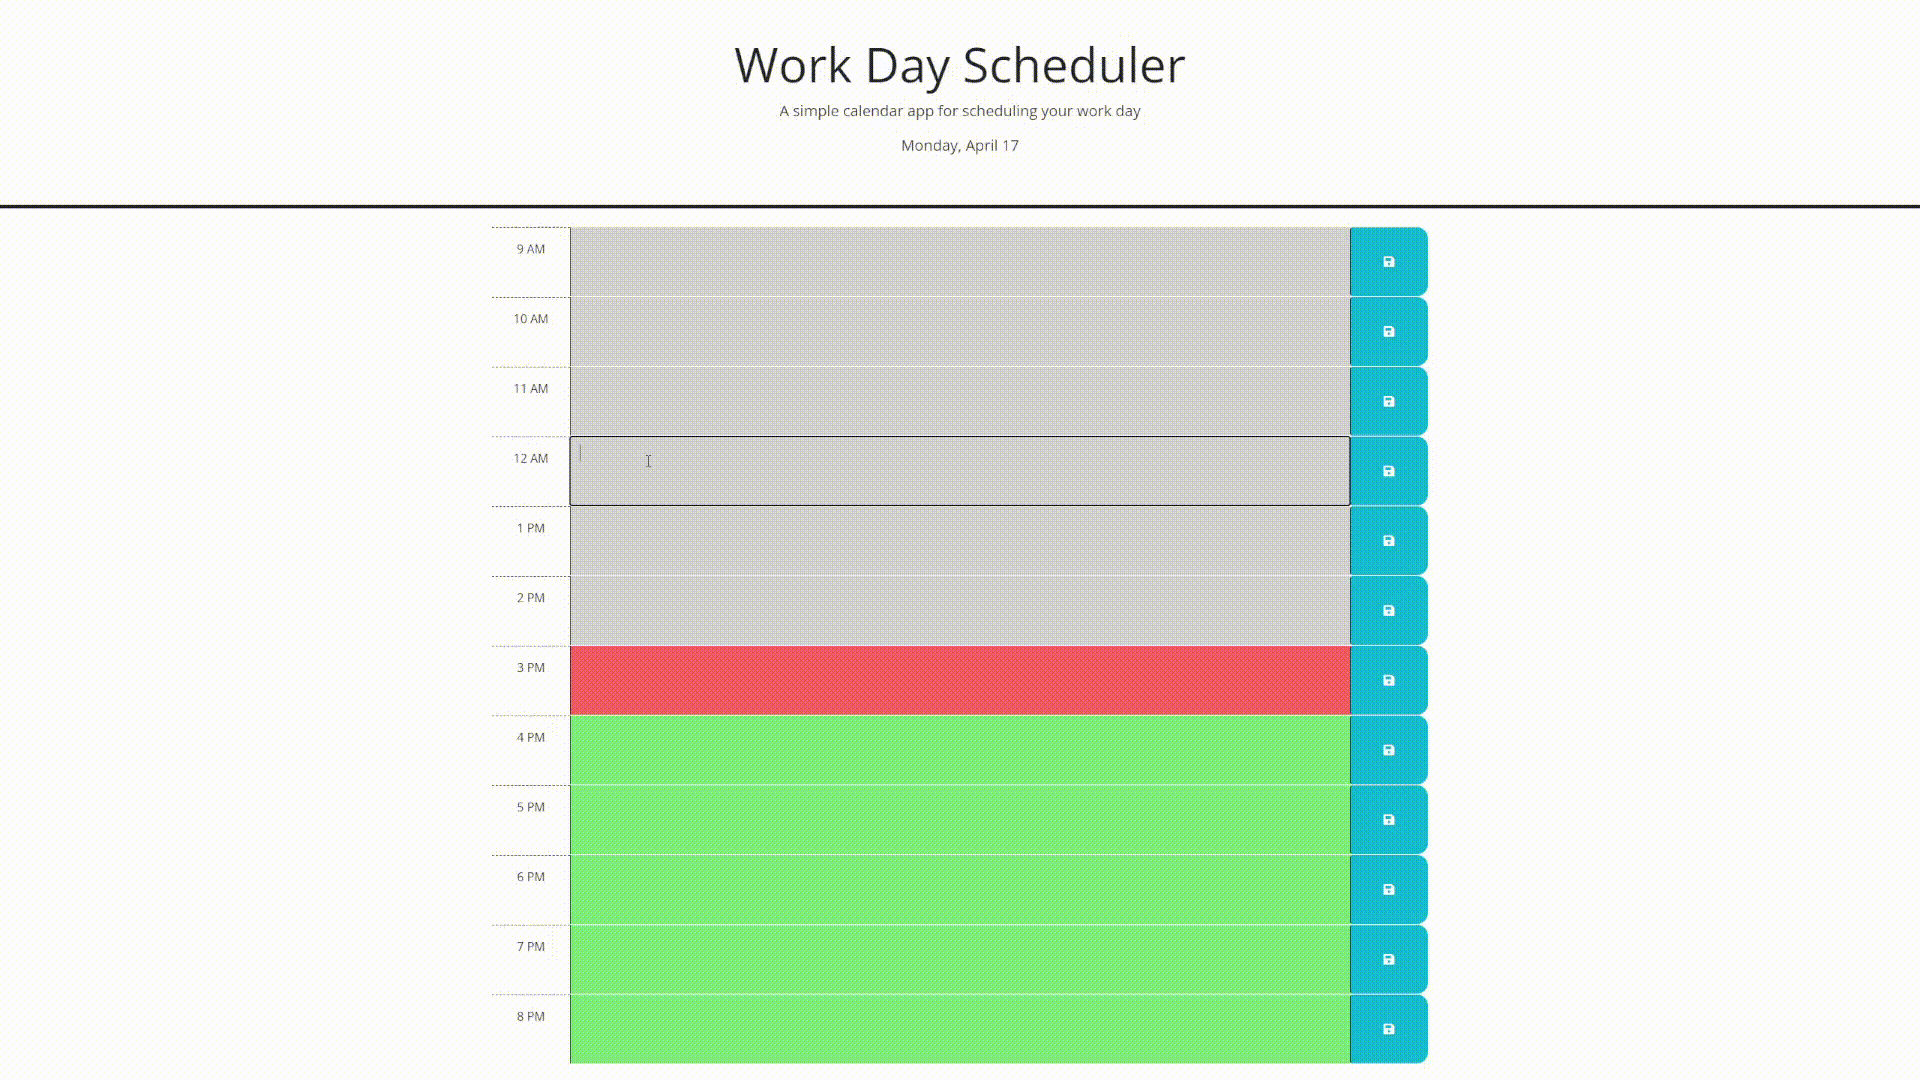 Work Day Scheduler
A simple calendar app for scheduling your work day
Monday, April 17
9 AM
10 AM
11 AM
12 AM
1 PM
2 PM
3 PM
4 PM
5 PM
6 PM
7 PM
8 PM